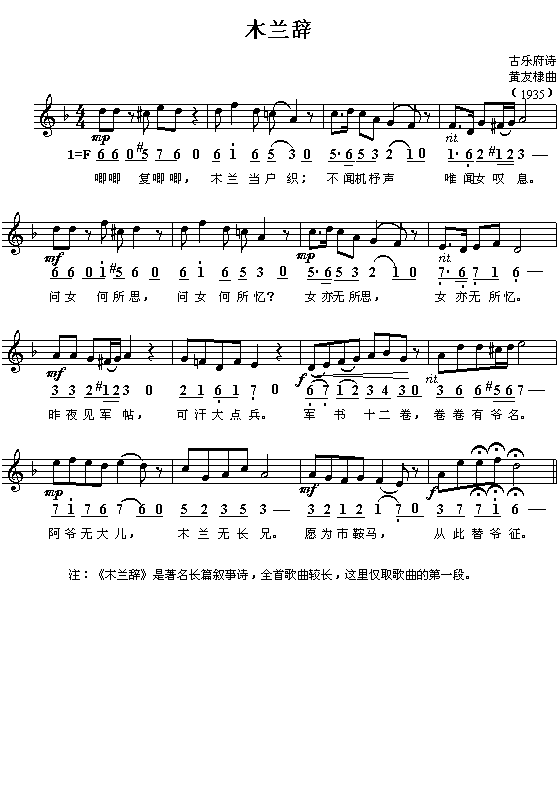 木兰辞
古乐府诗
黄友棣曲
（1935）
mp rit
1=F 6 6 0 #5 7 6 0 6 1 6 5 3 0 5·6 5 3 2 1 0 1·6 2 #1 2 3 —
唧唧 复唧唧， 木兰当户织； 不闻机杼声 唯闻女叹息。
mf mp rit
6 6 0 1 #5 6 0 6 1 6 5 3 0 5·6 5 3 2 1 0 7·6 7 1 6 —
问女 何所思， 问女何所忆？ 女亦无所思， 女亦无所忆。
mf f rit
3 3 2 #1 2 3 0 2 1 6 1 7 0 6 7 1 2 3 4 3 0 3 6 6 #5 6 7 —
昨夜见军帖， 可汗大点兵。 军书十二卷， 卷卷有爷名。
mp mf f
7 1 7 6 7 6 0 5 2 3 5 3 3 2 1 2 1 7 0 3 7 7 1 6 —
阿爷无大儿， 木兰无长兄。 愿为市鞍马， 从此替爷征。
注：《木兰辞》是著名长篇叙事诗，全首歌曲较长，这里仅取歌曲的第一段。